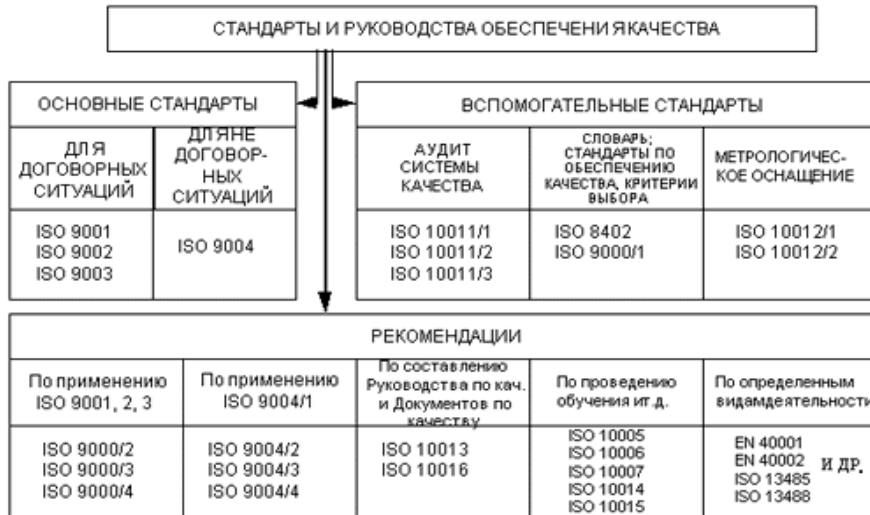 СТАНДАРТЫ И РУКОВОДСТВА ОБЕСПЕЧЕНИ ЯКАЧЕСТВА
ОСНОВНЫЕ СТАНДАРТЫ
ДЛЯ
ДОГОВОРНЫХ
СИТУАЦИЙ
ДЛЯНЕ
ДОГОВОР-
НЫХ
СИТУАЦИЙ
ISO 9001
ISO 9002
ISO 9003
ISO 9004
ВСПОМОГАТЕЛЬНЫЕ СТАНДАРТЫ
АУДИТ
СИСТЕМЫ
КАЧЕСТВА
СЛОВАРЬ;
СТАНДАРТЫ ПО
ОБЕСПЕЧЕНИЮ
КАЧЕСТВА, КРИТЕРИИ
ВЫБОРА
МЕТРОЛОГИЧЕС-
КОЕ ОСНАЩЕНИЕ
ISO 10011/1
ISO 10011/2
ISO 10011/3
ISO 8402
ISO 9000/1
ISO 10012/1
ISO 10012/2
РЕКОМЕНДАЦИИ
По применению
ISO 9001, 2, 3
По применению
ISO 9004/1
По составлению
Руководства по кач.
и Документов по
качеству
По проведению
обучения ит.д.
По определенным
видамдеятельности
ISO 9000/2
ISO 9000/3
ISO 9000/4
ISO 9004/2
ISO 9004/3
ISO 9004/4
ISO 10013
ISO 10016
ISO 10005
ISO 10006
ISO 10007
ISO 10014
ISO 10015
EN 40001
EN 40002 И ДР.
ISO 13485
ISO 13488